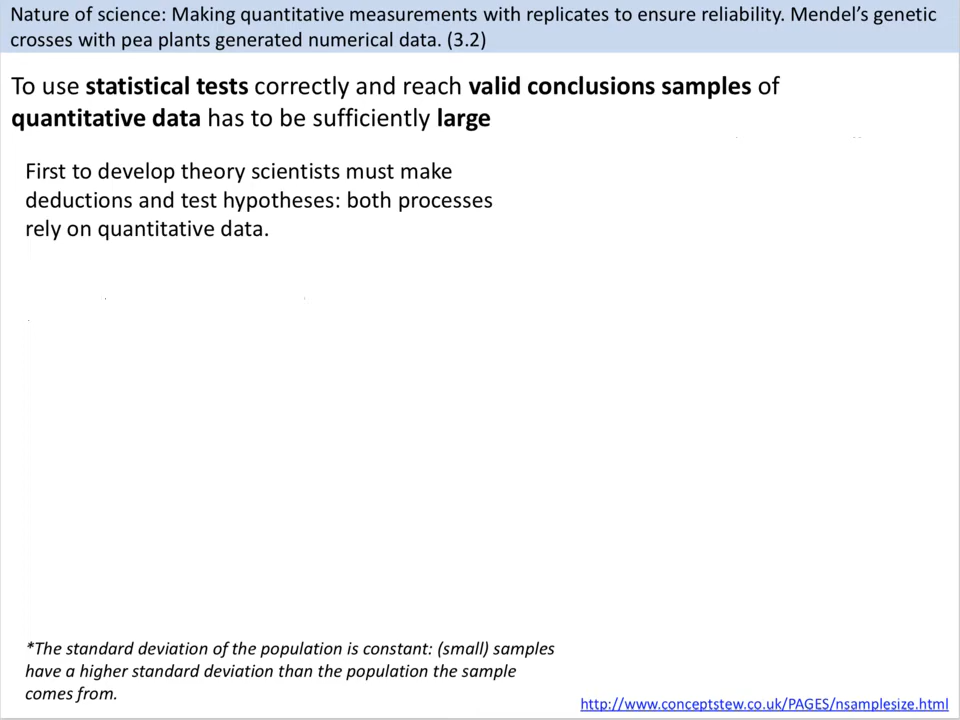 Nature of science: Making quantitative measurements with replicates to ensure reliability. Mendel’s genetic
crosses with pea plants generated numerical data. (3.2)
To use statistical tests correctly and reach valid conclusions samples of
quantitative data has to be sufficiently large
First to develop theory scientists must make
deductions and test hypotheses: both processes
rely on quantitative data.
*The standard deviation of the population is constant: (small) samples
have a higher standard deviation than the population the sample
comes from.
http://www.conceptstew.co.uk/PAGES/nsamplesize.html